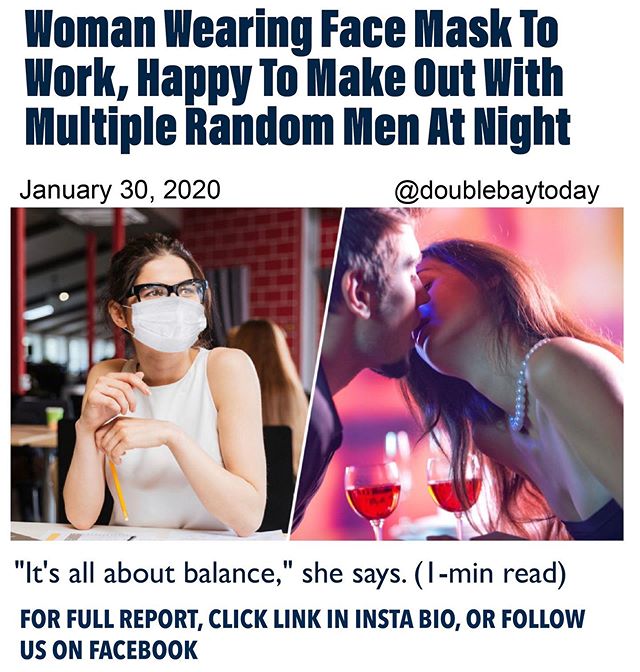 Woman Wearing Face Mask To
Work, Happy To Make Out With
Multiple Random Men At Night
January 30, 2020 @doublebaytoday
"It's all about balance," she says. (1-min read)
FOR FULL REPORT, CLICK LINK IN INSTA BIO, OR FOLLOW
US ON FACEBOOK